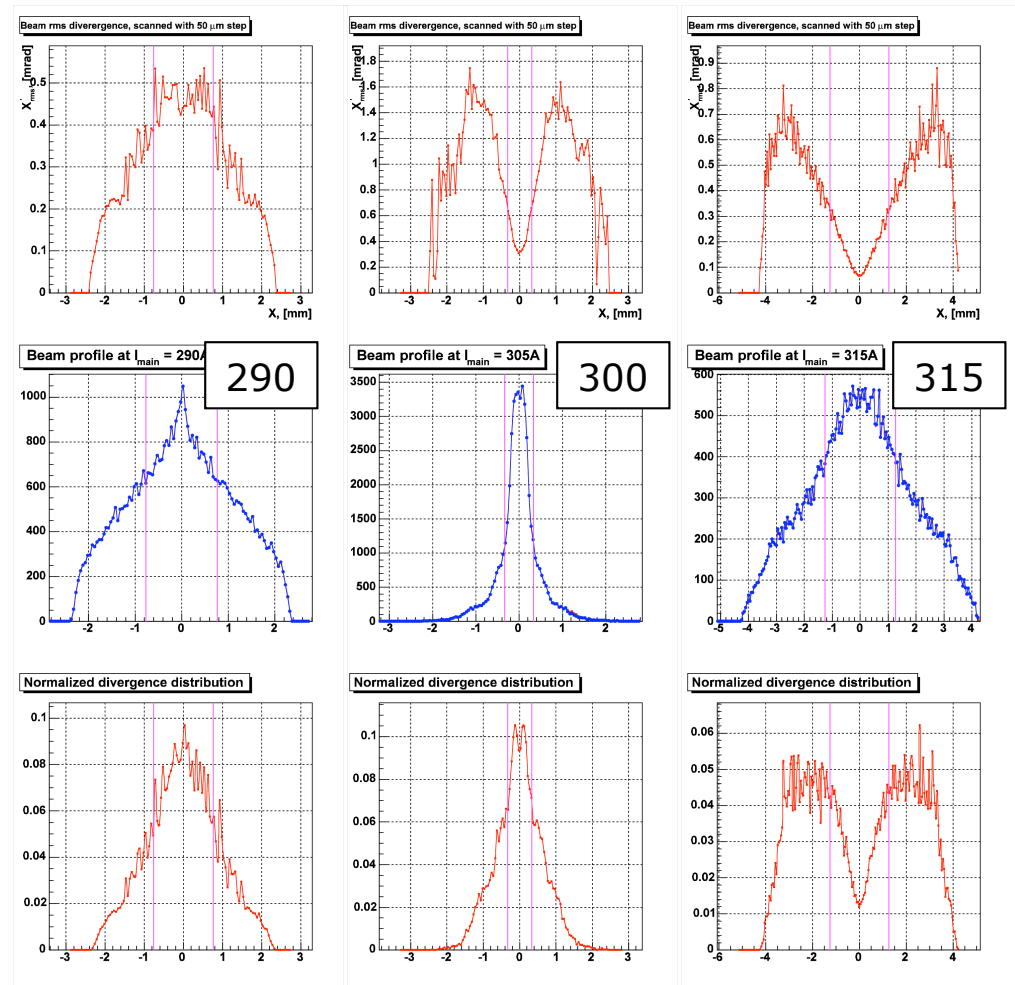 Beam rms diverergence, scanned with 50 μm step
[mrad]
0.5
0.4
0.3
0.2
0.1
0
-3 -2 -1 0 1 2 3
X, [mm]
Beam rms diverergence, scanned with 50 μm step
[mrad]
1.8
1.6
1.4
1.2
1
0.8
0.6
0.4
0.2
0
-3 -2 -1 0 1 2 3
X, [mm]
Beam rms diverergence, scanned with 50 μm step
[mrad]
0.9
0.8
0.7
0.6
0.5
0.4
0.3
0.2
0.1
0
-6 -4 -2 0 2 4
X, [mm]
Beam profile at Imain = 290A
290
1000
800
600
400
200
0
-2 -1 0 1 2
Beam profile at Imain = 305A
300
3500
3000
2500
2000
1500
1000
500
0
-3 -2 -1 0 1 2
Beam profile at Imain = 315A
315
600
500
400
300
200
100
0
-5 -4 -3 -2 -1 0 1 2 3 4
Normalized divergence distribution
0.1
0.08
0.06
0.04
0.02
0
-3 -2 -1 0 1 2 3
Normalized divergence distribution
0.1
0.08
0.06
0.04
0.02
0
-3 -2 -1 0 1 2 3
Normalized divergence distribution
0.06
0.05
0.04
0.03
0.02
0.01
0
-6 -4 -2 0 2 4